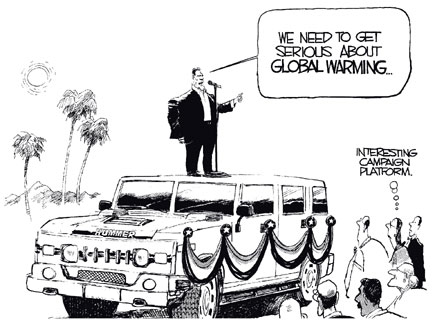 WE NEED TO GET
SERIOUS ABOUT
GLOBAL WARMING...
INTERESTING
CAMPAIGN
PLATFORM.
HUMMER